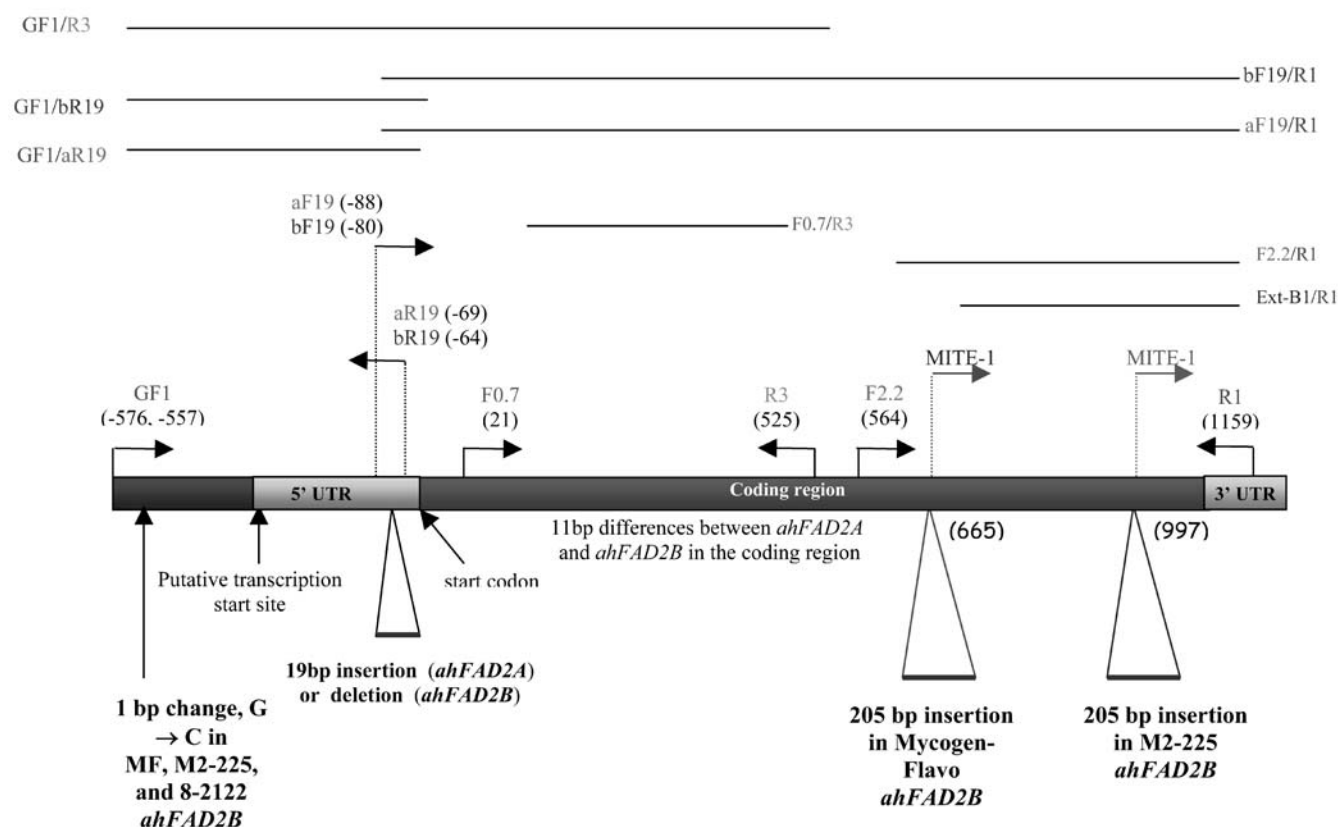 GF1/R3
bF19/R1
GF1/bR19
aF19/R1
GF1/aR19
aF19 (-88)
bF19 (-80)
F0.7/R3
F2.2/R1
Ext-B1/R1
aR19 (-69)
bR19 (-64)
MITE-1
MITE-1
GF1
(-576, -557)
F0.7
(21)
R3
(525)
F2.2
(564)
R1
(1159)
5’ UTR
Coding region
3’ UTR
11bp differences between ahFAD2A
and ahFAD2B in the coding region
(665)
(997)
Putative transcription
start site
start codon
19bp insertion (ahFAD2A)
or deletion (ahFAD2B)
1 bp change, G
→ C in
MF, M2-225,
and 8-2122
ahFAD2B
205 bp insertion
in Mycogen-
Flavo
ahFAD2B
205 bp insertion
in M2-225
ahFAD2B